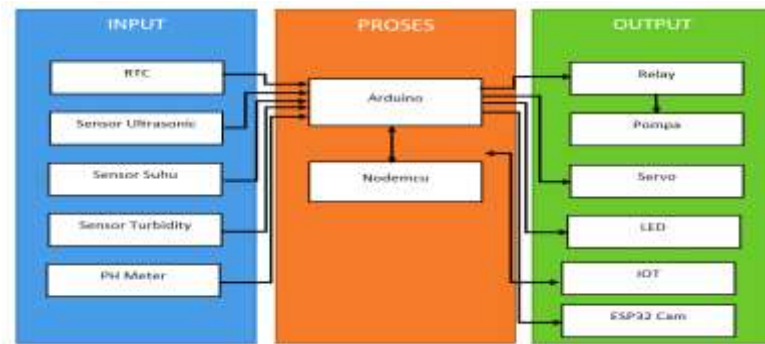 INPUT
RTC
Sensor Ultrasonic
Sensor Suhu
Sensor Turbidity
PH Meter
PROSES
Arduino
Nodemcu
OUTPUT
Relay
Pompa
Servo
LED
IOT
ESP32 Cam